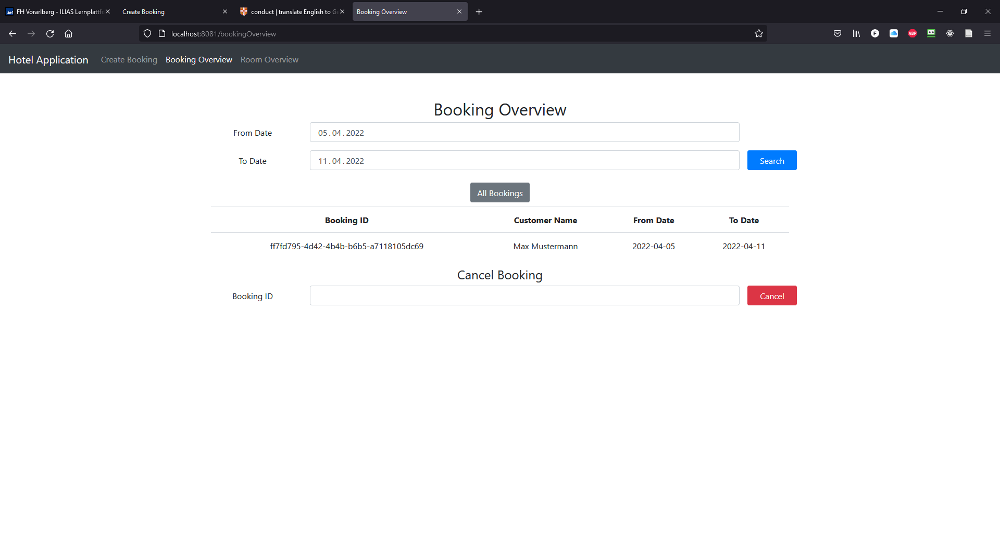 FH Vorarlberg - ILIAS Lernplattf
Create Booking
conduct | translate English to G
Booking Overview
localhost:8081/bookingOverview
ABP
Hotel Application
Create Booking
Booking Overview
Room Overview
Booking Overview
From Date
05.04.2022
To Date
11.04.2022
Search
All Bookings
Booking ID Customer Name From Date To Date
ff7fd795-4d42-4b4b-b6b5-a7118105dc69 Max Mustermann 2022-04-05 2022-04-11
Cancel Booking
Booking ID
Cancel